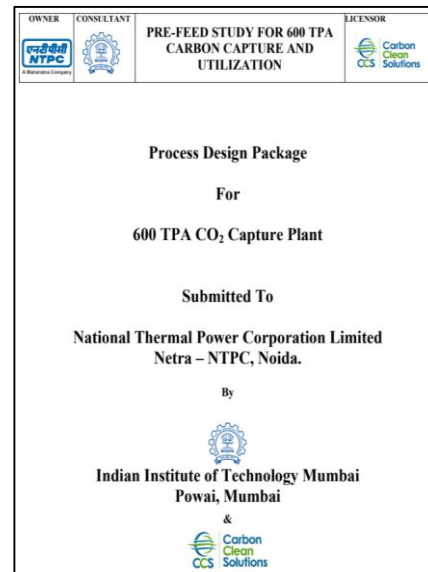 OWNER
CONSULTANT
LICENSOR
एनटीपीसी
NTPC
A Maharatna Company
PRE-FEED STUDY FOR 600 TPA
CARBON CAPTURE AND
UTILIZATION
Carbon
Clean
CCS Solutions
Process Design Package
For
600 TPA CO₂ Capture Plant
Submitted To
National Thermal Power Corporation Limited
Netra – NTPC, Noida.
By
Indian Institute of Technology Mumbai
Powai, Mumbai
&
Carbon
Clean
CCS Solutions